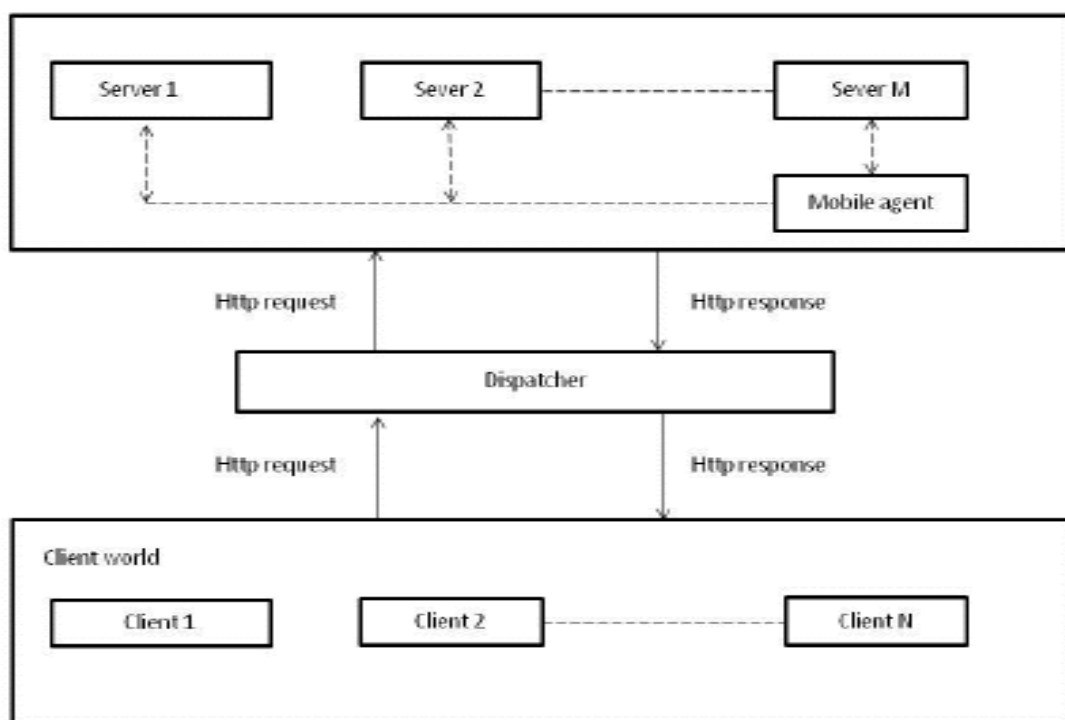 Server 1
Sever 2
Sever M
Mobile agent
Http request
Http response
Dispatcher
Http request
Http response
Client world
Client 1
Client 2
Client N